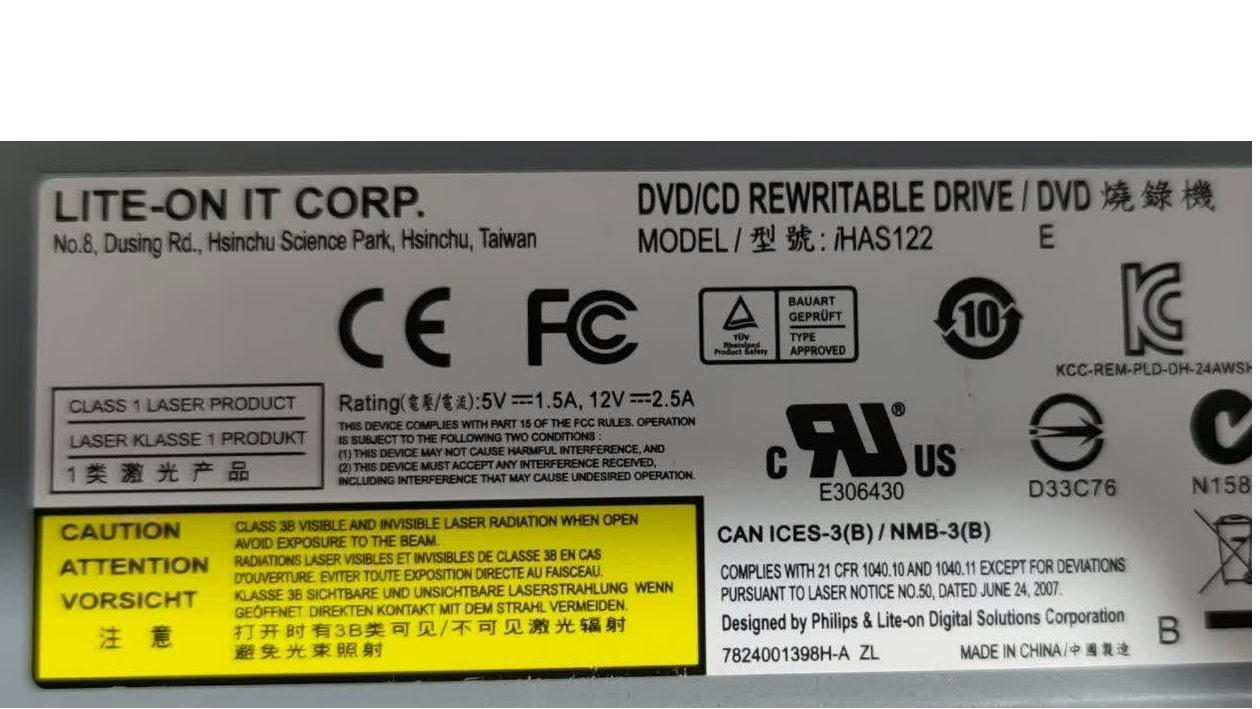 LITE-ON IT CORP.
No.8, Dusing Rd., Hsinchu Science Park, Hsinchu, Taiwan
DVD/CD REWRITABLE DRIVE / DVD 燒錄機
MODEL / 型號: iHAS122 E
CE
FC
TÜV
Rheinland
Product Safety
BAUART
GEPRÜFT
TYPE
APPROVED
10
KC
KCC-REM-PLD-DH-24AWSH
CLASS 1 LASER PRODUCT
LASER KLASSE 1 PRODUKT
1类激光产品
Rating(電壓/電流):5V⎓1.5A, 12V⎓2.5A
THIS DEVICE COMPLIES WITH PART 15 OF THE FCC RULES. OPERATION
IS SUBJECT TO THE FOLLOWING TWO CONDITIONS :
(1) THIS DEVICE MAY NOT CAUSE HARMFUL INTERFERENCE, AND
(2) THIS DEVICE MUST ACCEPT ANY INTERFERENCE RECEIVED,
INCLUDING INTERFERENCE THAT MAY CAUSE UNDESIRED OPERATION.
C UR® US
E306430
D33C76
N158
CAUTION
CLASS 3B VISIBLE AND INVISIBLE LASER RADIATION WHEN OPEN
AVOID EXPOSURE TO THE BEAM.
ATTENTION
RADIATIONS LASER VISIBLES ET INVISIBLES DE CLASSE 3B EN CAS
D'OUVERTURE. EVITER TOUTE EXPOSITION DIRECTE AU FAISCEAU.
VORSICHT
KLASSE 3B SICHTBARE UND UNSICHTBARE LASERSTRAHLUNG WENN
GEÖFFNET. DIREKTEN KONTAKT MIT DEM STRAHL VERMEIDEN.
注意
打开时有3B类可见/不可见激光辐射
避免光束照射
CAN ICES-3(B) / NMB-3(B)
COMPLIES WITH 21 CFR 1040.10 AND 1040.11 EXCEPT FOR DEVIATIONS
PURSUANT TO LASER NOTICE NO.50, DATED JUNE 24, 2007.
Designed by Philips & Lite-on Digital Solutions Corporation
B
7824001398H-A ZL
MADE IN CHINA/中國製造